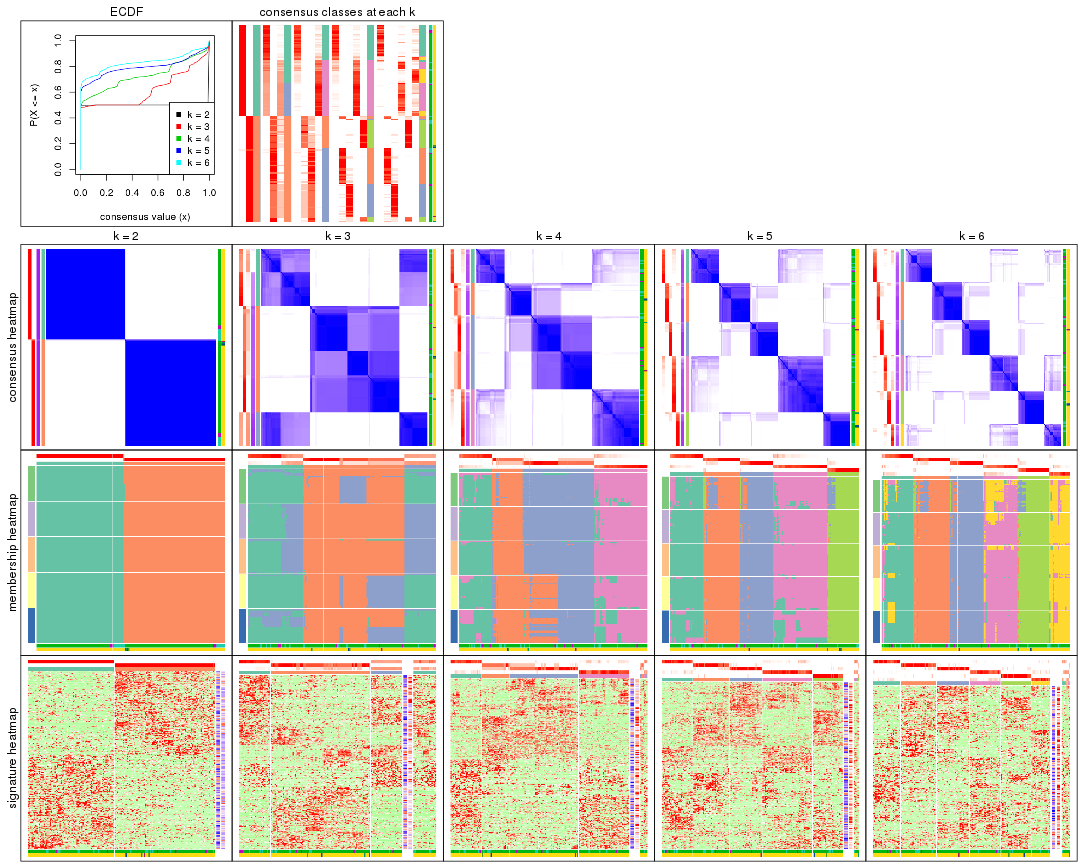 ECDF
consensus classes at each k
P(X <= x)
1.0
0.8
0.6
0.4
0.2
0.0
k = 2
k = 3
k = 4
k = 5
k = 6
0.0 0.2 0.4 0.6 0.8 1.0
consensus value (x)
k = 2
k = 3
k = 4
k = 5
k = 6
consensus heatmap
membership heatmap
signature heatmap